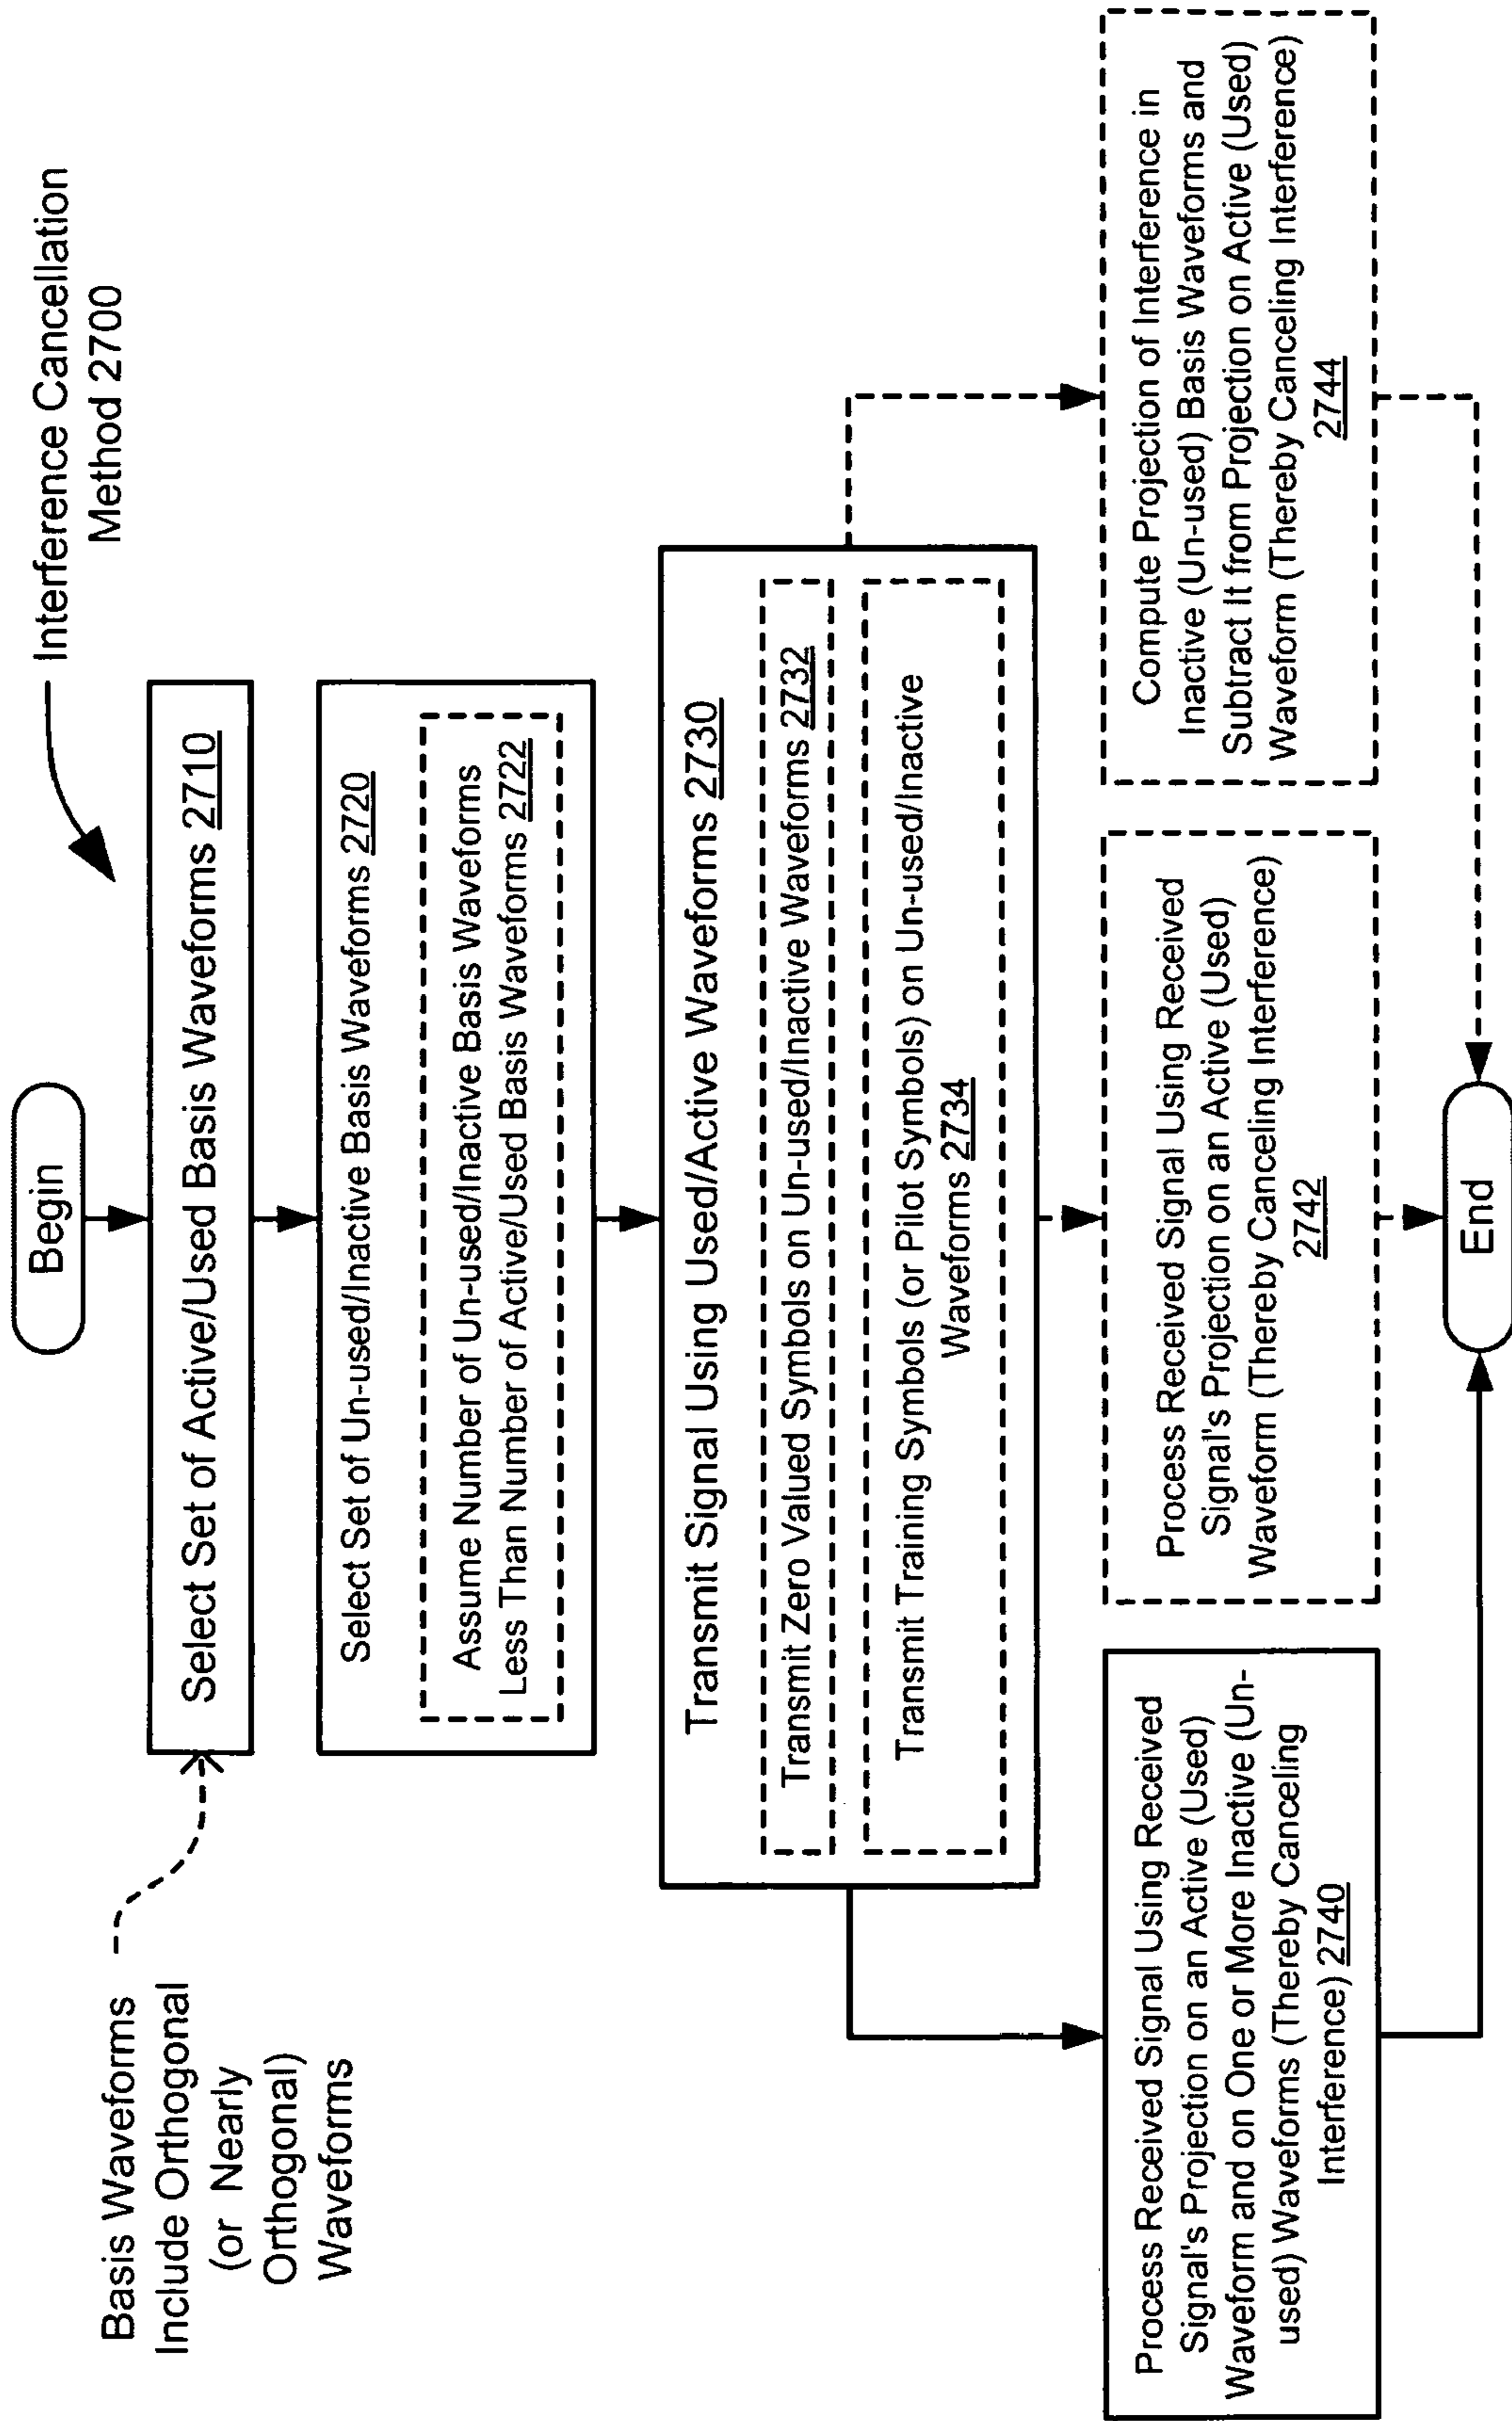 Interference Cancellation
Method 2700
Begin
Basis Waveforms
Include Orthogonal
(or Nearly
Orthogonal)
Waveforms
Select Set of Active/Used Basis Waveforms 2710
Select Set of Un-used/Inactive Basis Waveforms 2720
Assume Number of Un-used/Inactive Basis Waveforms
Less Than Number of Active/Used Basis Waveforms 2722
Transmit Signal Using Used/Active Waveforms 2730
Transmit Zero Valued Symbols on Un-used/Inactive Waveforms 2732
Transmit Training Symbols (or Pilot Symbols) on Un-used/Inactive
Waveforms 2734
Process Received Signal Using Received
Signal's Projection on an Active (Used)
Waveform and on One or More Inactive (Un-
used) Waveforms (Thereby Canceling
Interference) 2740
Process Received Signal Using Received
Signal's Projection on an Active (Used)
Waveform (Thereby Canceling Interference)
2742
Compute Projection of Interference in
Inactive (Un-used) Basis Waveforms and
Subtract It from Projection on Active (Used)
Waveform (Thereby Canceling Interference)
2744
End